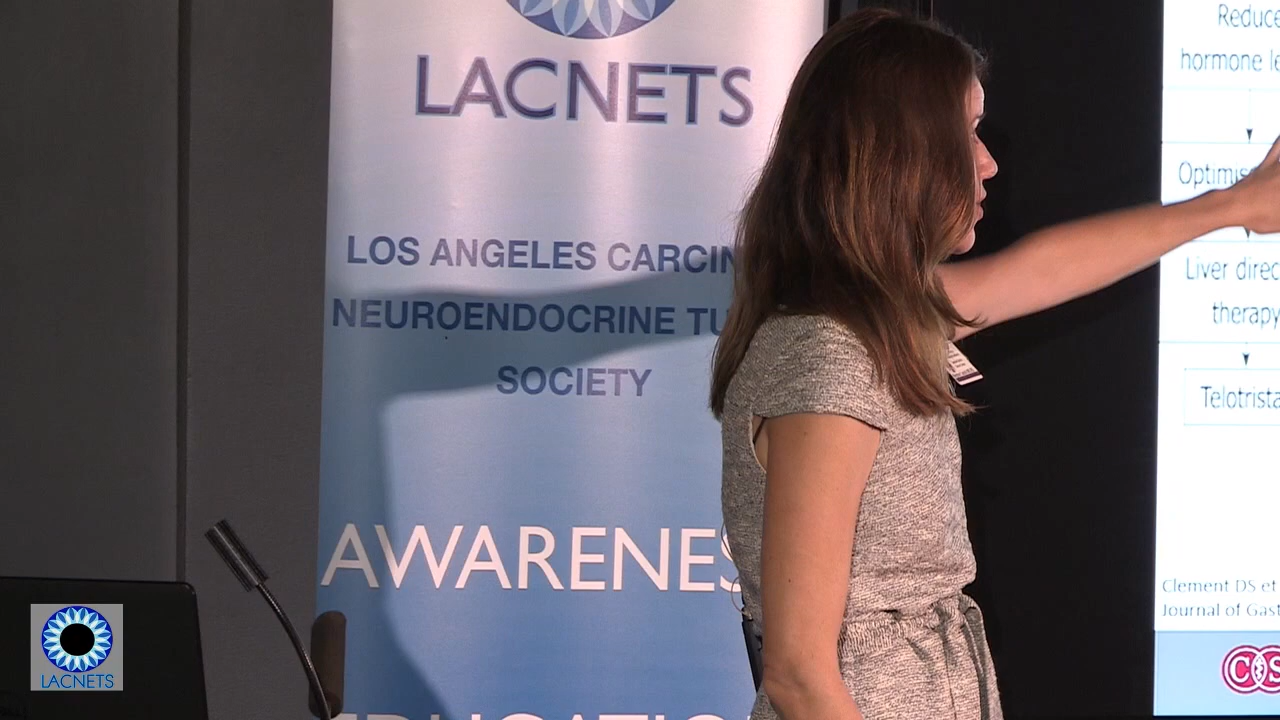 LACNETS
LOS ANGELES CARCIN
NEUROENDOCRINE TU
SOCIETY
AWARENES
EDUCATIO
Reduce
hormone le
Optimis
Liver direc
therapy
Telotrista
Clement DS et
Journal of Gast
LACNETS